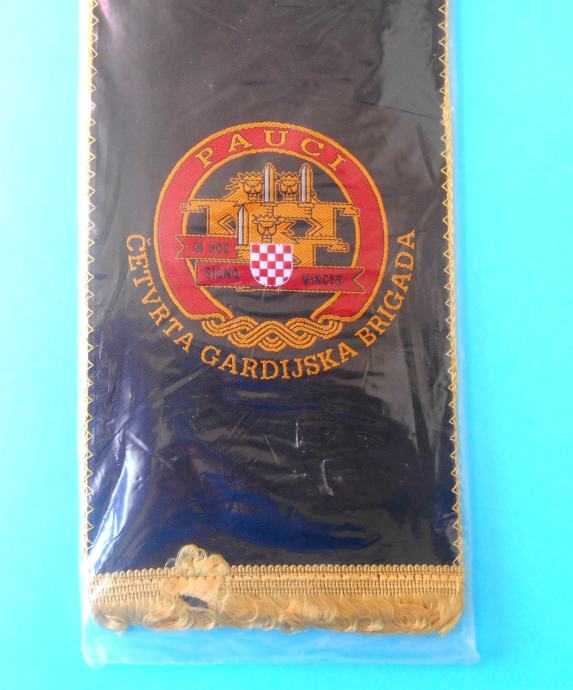 PAUCI
IN HOC
SIGNO VINCES
ČETVRTA GARDIJSKA BRIGADA